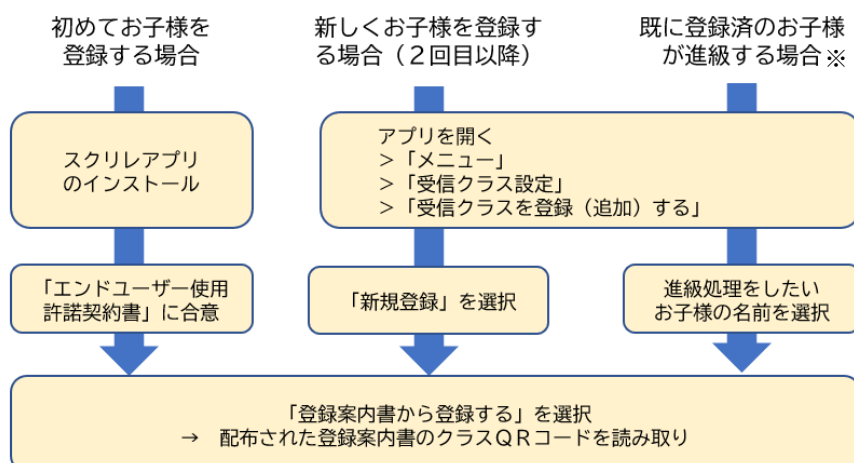 初めてお子様を
登録する場合
新しくお子様を登録す
る場合（２回目以降）
既に登録済のお子様
が進級する場合※
スクリレアプリ
のインストール
アプリを開く
＞「メニュー」
＞「受信クラス設定」
＞「受信クラスを登録（追加）する」
「エンドユーザー使用
許諾契約書」に合意
「新規登録」を選択
進級処理をしたい
お子様の名前を選択
「登録案内書から登録する」を選択
→　配布された登録案内書のクラスＱＲコードを読み取り